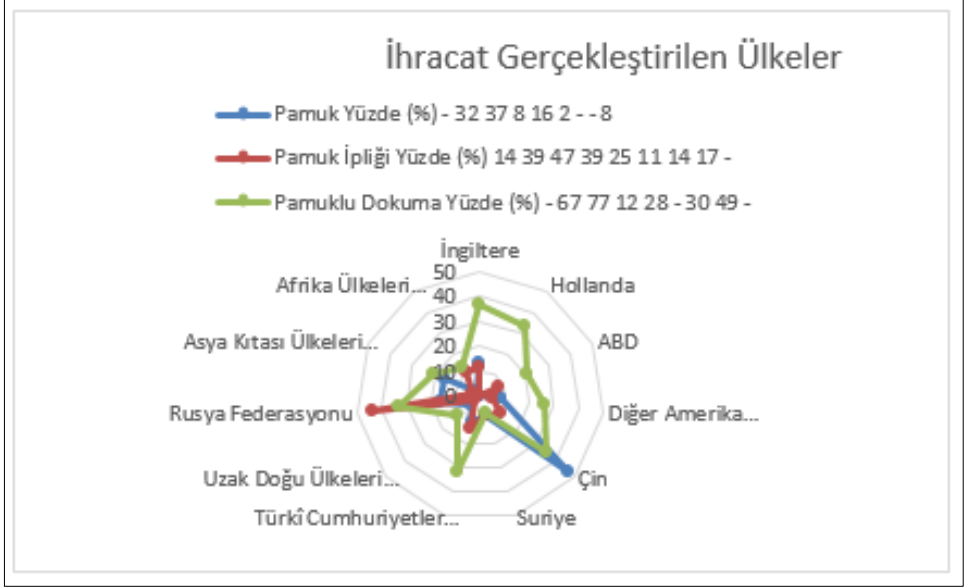 İhracat Gerçekleştirilen Ülkeler
Pamuk Yüzde (%) - 32 37 8 16 2 - - 8
Pamuk İpliği Yüzde (%) 14 39 47 39 25 11 14 17 -
Pamuklu Dokuma Yüzde (%) - 67 77 12 28 - 30 49 -
İngiltere
50
Afrika Ülkeleri...
Hollanda
40
30
Asya Kıtası Ülkeleri...
ABD
20
10
0
Rusya Federasyonu
Diğer Amerika...
Uzak Doğu Ülkeleri...
Çin
Türkî Cumhuriyetler...
Suriye